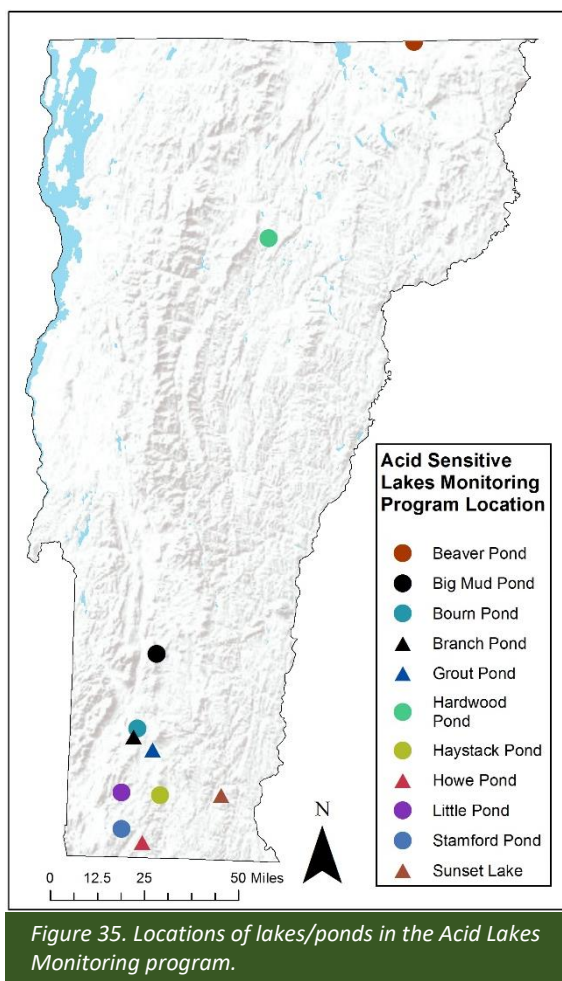 Acid Sensitive
Lakes Monitoring
Program Location
Beaver Pond
Big Mud Pond
Bourn Pond
Branch Pond
Grout Pond
Hardwood
Pond
Haystack Pond
Howe Pond
Little Pond
Stamford Pond
Sunset Lake
N
0 12.5 25 50 Miles
Figure 35. Locations of lakes/ponds in the Acid Lakes
Monitoring program.